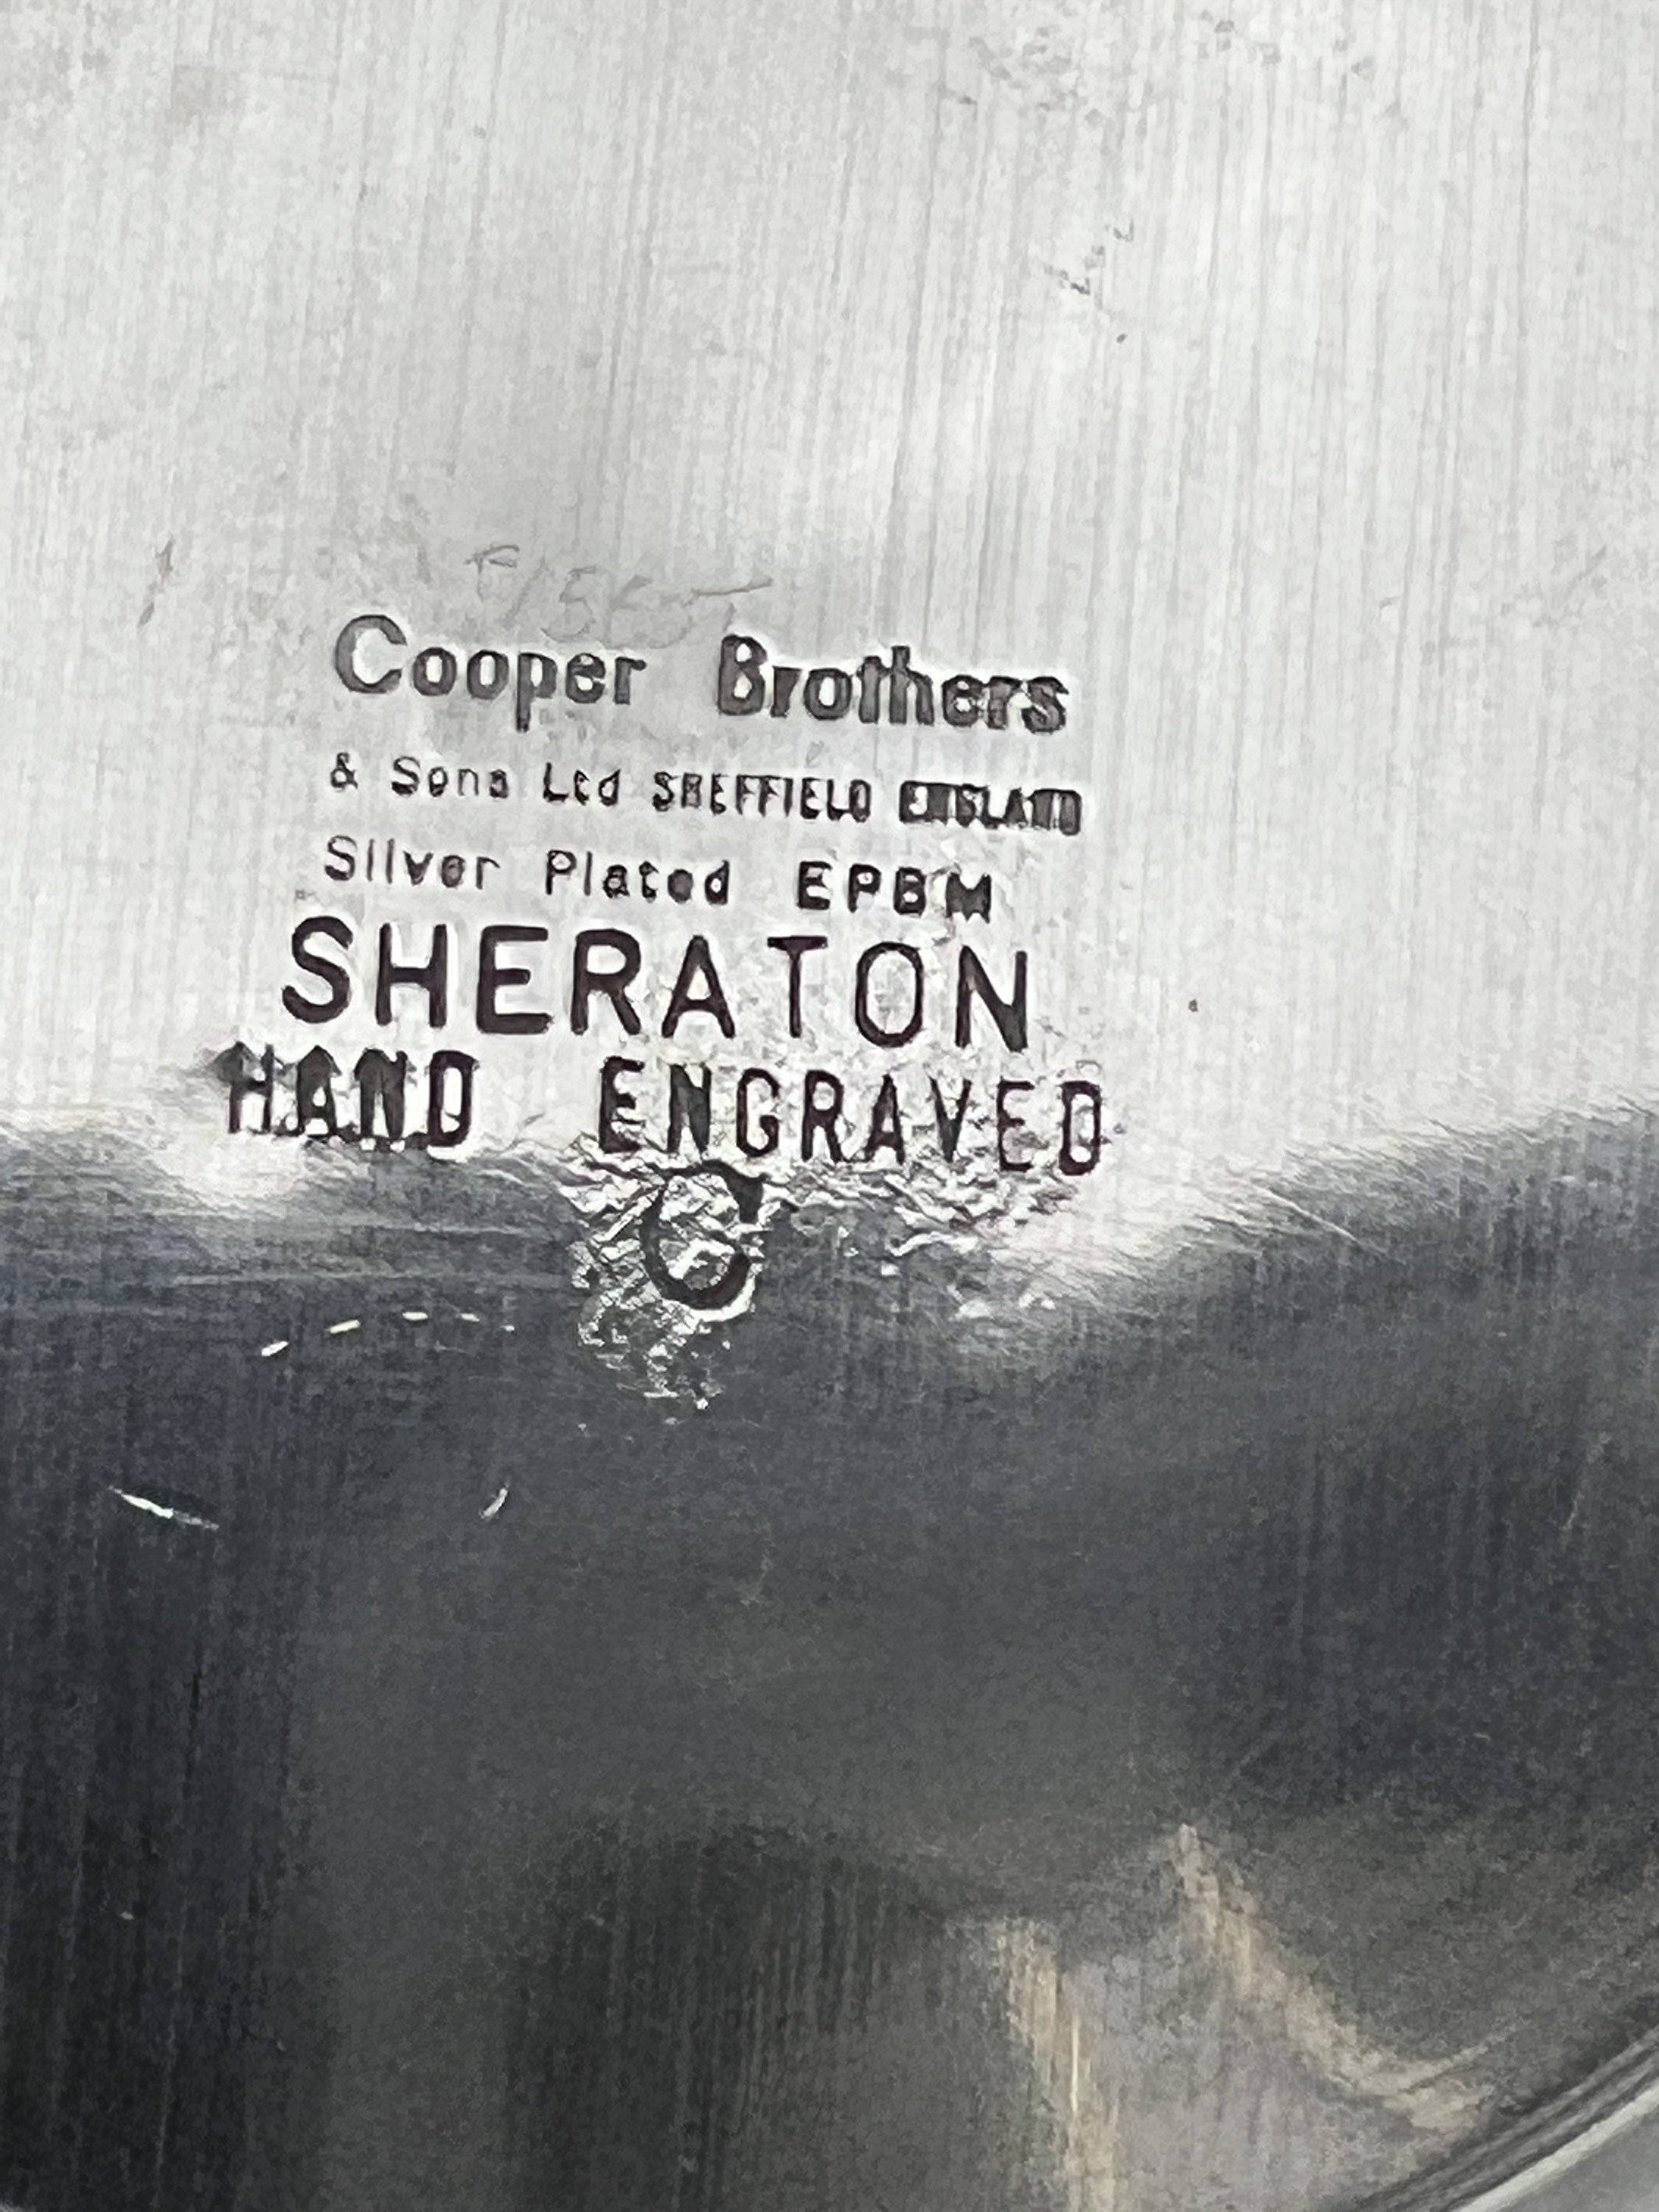 Cooper Brothers
& Sons Ltd SHEFFIELD ENGLAND
Silver Plated EPBM
SHERATON
HAND ENGRAVED
C